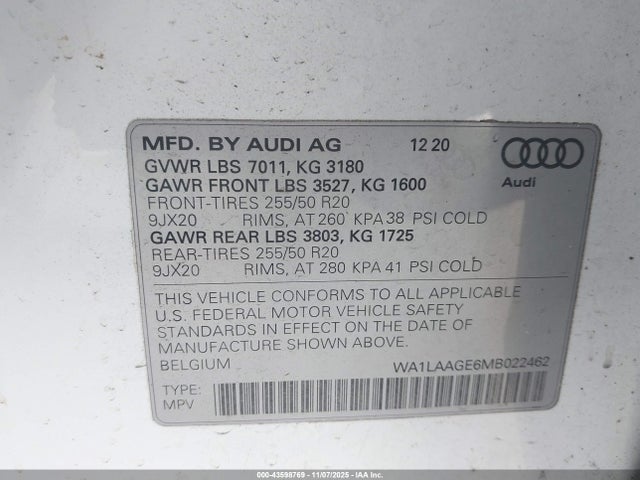 MFD. BY AUDI AG 12 20
GVWR LBS 7011, KG 3180
GAWR FRONT LBS 3527, KG 1600
Audi
FRONT-TIRES 255/50 R20
9JX20 RIMS, AT 260 KPA 38 PSI COLD
GAWR REAR LBS 3803, KG 1725
REAR-TIRES 255/50 R20
9JX20 RIMS, AT 280 KPA 41 PSI COLD
THIS VEHICLE CONFORMS TO ALL APPLICABLE
U.S. FEDERAL MOTOR VEHICLE SAFETY
STANDARDS IN EFFECT ON THE DATE OF
MANUFACTURE SHOWN ABOVE.
BELGIUM WA1LAAGE6MB022462
TYPE:
MPV
000-43598769 - 11/07/2025 - IAAI.COM